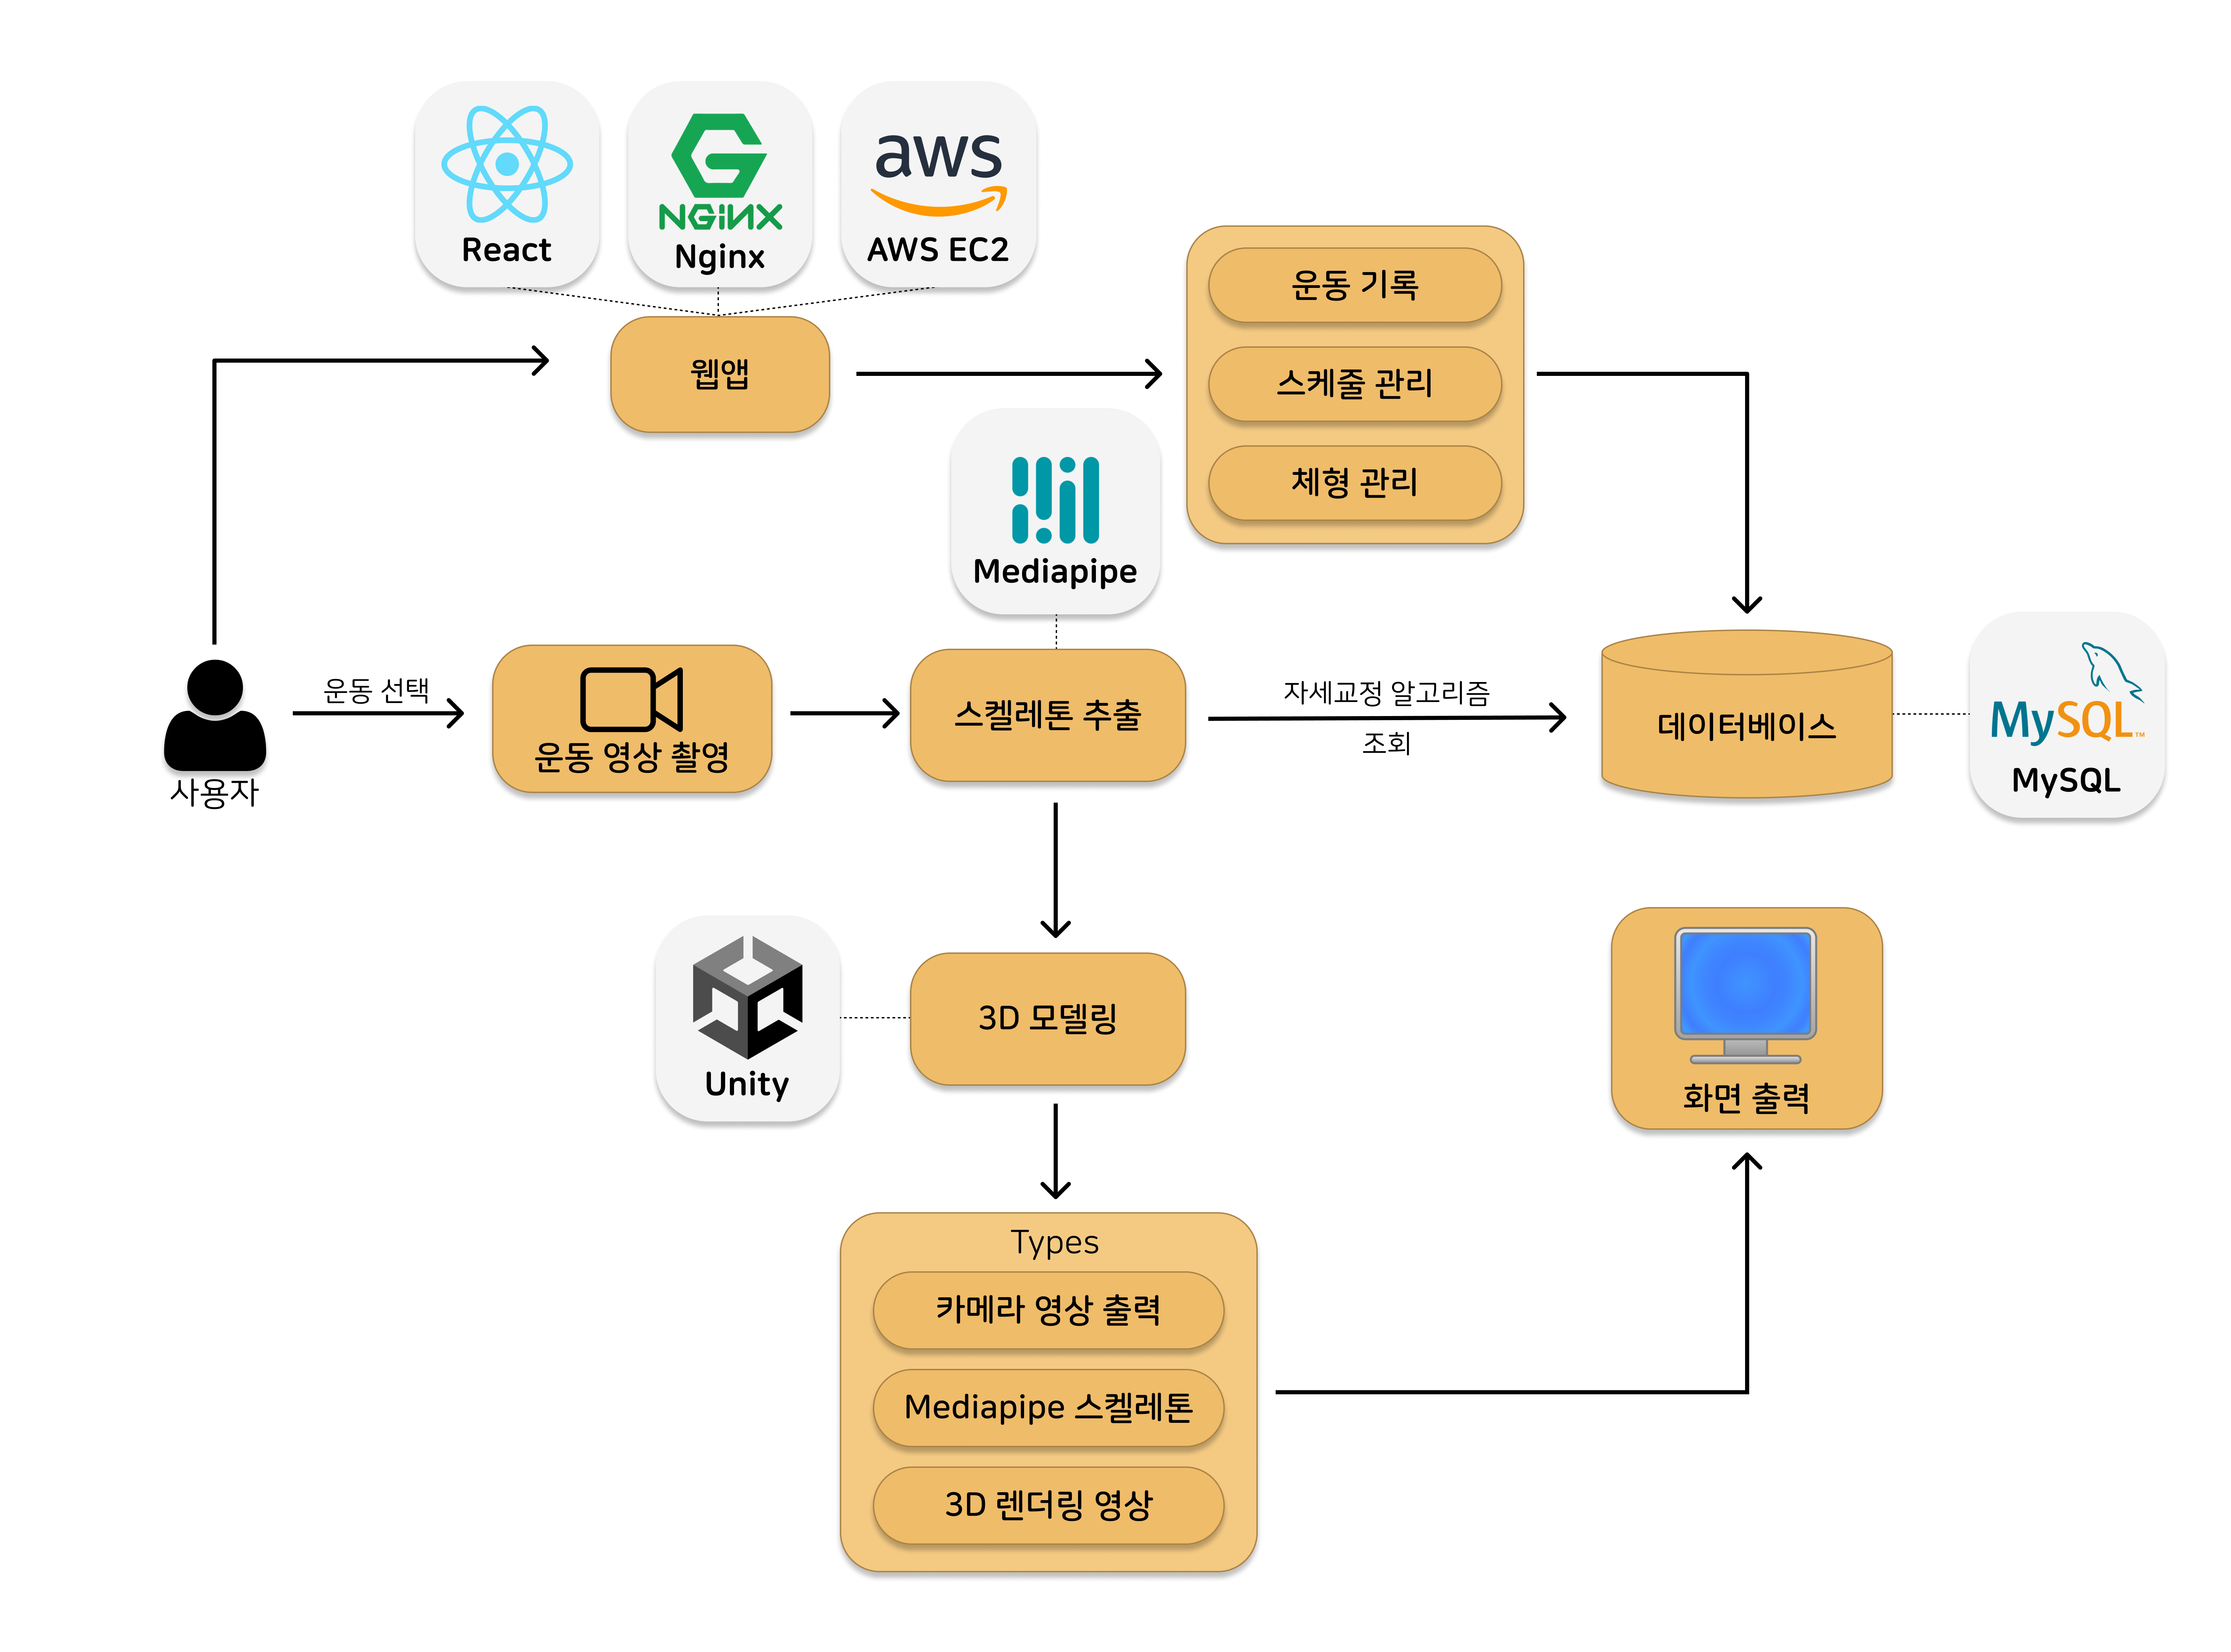 React
NGiNX
Nginx
aws
AWS EC2
웹앱
운동 기록
스케줄 관리
체형 관리
Mediapipe
사용자
운동 선택
운동 영상 촬영
스켈레톤 추출
자세교정 알고리즘
조회
데이터베이스
MySQL™
MySQL
Unity
3D 모델링
화면 출력
Types
카메라 영상 출력
Mediapipe 스켈레톤
3D 렌더링 영상